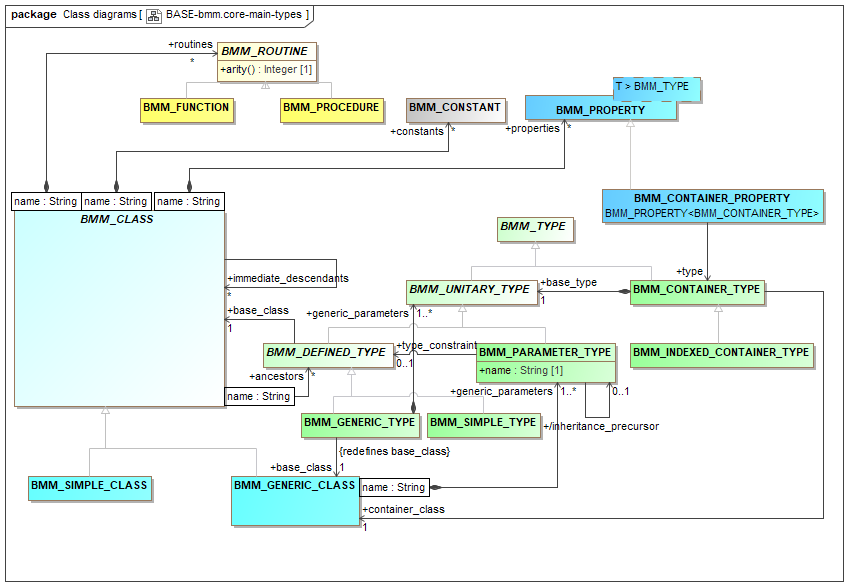 package Class diagrams [ BASE-bmm.core-main-types ]
+routines
*
BMM_ROUTINE
+arity() : Integer [1]
BMM_FUNCTION
BMM_PROCEDURE
BMM_CONSTANT
+constants *
T > BMM_TYPE
BMM_PROPERTY
+properties *
name : String
name : String
name : String
BMM_CLASS
BMM_CONTAINER_PROPERTY
BMM_PROPERTY<BMM_CONTAINER_TYPE>
BMM_TYPE
+immediate_descendants
*
+type
BMM_UNITARY_TYPE
+base_type
1
BMM_CONTAINER_TYPE
+base_class
1
+generic_parameters 1..*
BMM_DEFINED_TYPE
+type_constraint
0..1
BMM_PARAMETER_TYPE
+name : String [1]
BMM_INDEXED_CONTAINER_TYPE
+ancestors *
name : String
+generic_parameters 1..*
0..1
BMM_GENERIC_TYPE
BMM_SIMPLE_TYPE
+/inheritance_precursor
{redefines base_class}
+base_class 1
BMM_SIMPLE_CLASS
BMM_GENERIC_CLASS
name : String
+container_class
1